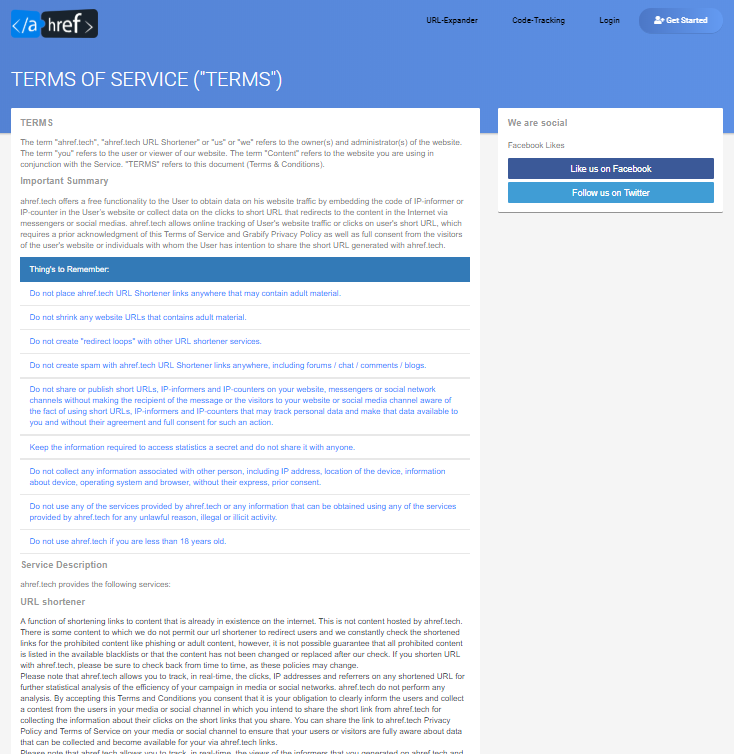 </a href >
URL-Expander
Code-Tracking
Login
Get Started
TERMS OF SERVICE ("TERMS")
TERMS
The term "ahref.tech", "ahref.tech URL Shortener" or "us" or "we" refers to the owner(s) and administrator(s) of the website.
The term "you" refers to the user or viewer of our website. The term "Content" refers to the website you are using in
conjunction with the Service. "TERMS" refers to this document (Terms & Conditions).
Important Summary
ahref.tech offers a free functionality to the User to obtain data on his website traffic by embedding the code of IP-informer or
IP-counter in the User's website or collect data on the clicks to short URL that redirects to the content in the Internet via
messengers or social medias. ahref.tech allows online tracking of User's website traffic or clicks on user's short URL, which
requires a prior acknowledgment of this Terms of Service and Grabify Privacy Policy as well as full consent from the visitors
of the user's website or individuals with whom the User has intention to share the short URL generated with ahref.tech.
Thing's to Remember:
Do not place ahref.tech URL Shortener links anywhere that may contain adult material.
Do not shrink any website URLs that contains adult material.
Do not create "redirect loops" with other URL shortener services.
Do not create spam with ahref.tech URL Shortener links anywhere, including forums / chat / comments / blogs.
Do not share or publish short URLs, IP-informers and IP-counters on your website, messengers or social network
channels without making the recipient of the message or the visitors to your website or social media channel aware of
the fact of using short URLs, IP-informers and IP-counters that may track personal data and make that data available to
you and without their agreement and full consent for such an action.
Keep the information required to access statistics a secret and do not share it with anyone.
Do not collect any information associated with other person, including IP address, location of the device, information
about device, operating system and browser, without their express, prior consent.
Do not use any of the services provided by ahref.tech or any information that can be obtained using any of the services
provided by ahref.tech for any unlawful reason, illegal or illicit activity.
Do not use ahref.tech if you are less than 18 years old.
Service Description
ahref.tech provides the following services:
URL shortener
A function of shortening links to content that is already in existence on the internet. This is not content hosted by ahref.tech.
There is some content to which we do not permit our url shortener to redirect users and we constantly check the shortened
links for the prohibited content like phishing or adult content, however, it is not possible guarantee that all prohibited content
is listed in the available blacklists or that the content has not been changed or replaced after our check. If you shorten URL
with ahref.tech, please be sure to check back from time to time, as these policies may change.
Please note that ahref.tech allows you to track, in real-time, the clicks, IP addresses and referrers on any shortened URL for
further statistical analysis of the efficiency of your campaign in media or social networks. ahref.tech do not perform any
analysis. By accepting this Terms and Conditions you consent that it is your obligation to clearly inform the users and collect
a contest from the users in your media or social channel in which you intend to share the short link from ahref.tech for
collecting the information about their clicks on the short links that you share. You can share the link to ahref.tech Privacy
Policy and Terms of Service on your media or social channel to ensure that your users or visitors are fully aware about data
that can be collected and become available for your via ahref.tech links.
Please note that ahref.tech allows you to track, in real-time, the views of the informers that you generated on ahref.tech and
We are social
Facebook Likes
Like us on Facebook
Follow us on Twitter